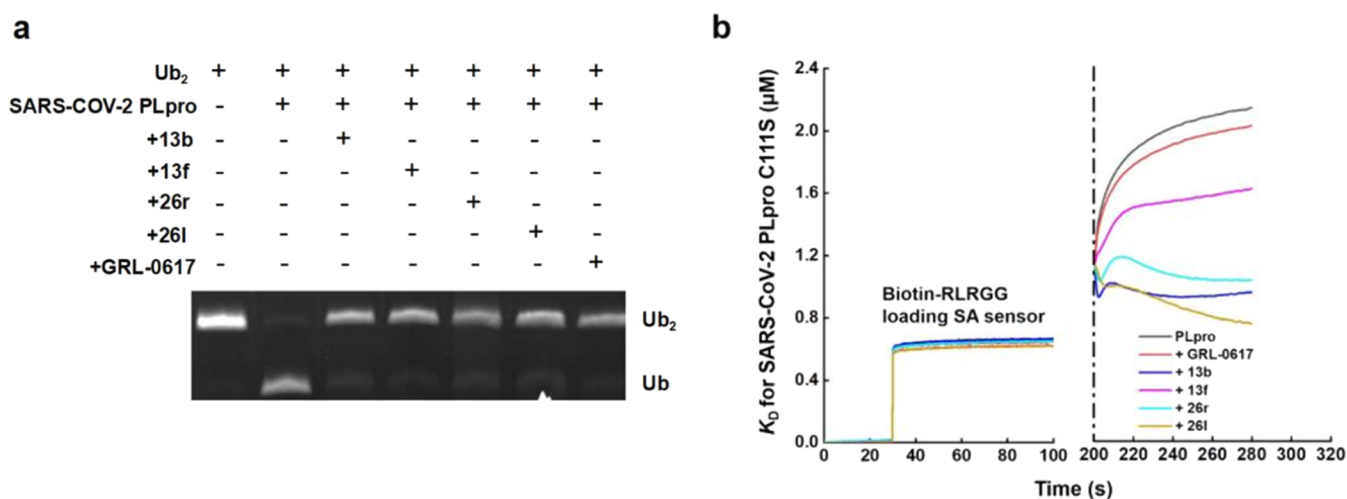 a
Ub₂ + + + + + + +
SARS-COV-2 PLpro - + + + + + +
+13b - - + - - - -
+13f - - - + - - -
+26r - - - - + - -
+26l - - - - - + -
+GRL-0617 - - - - - - +
Ub₂
Ub
b
K_D for SARS-CoV-2 PLpro C111S (μM)
2.4
2.0
1.6
1.2
0.8
0.4
0.0
Biotin-RLRGG
loading SA sensor
PLpro
+ GRL-0617
+ 13b
+ 13f
+ 26r
+ 26l
0 20 40 60 80 100 200 220 240 260 280 300 320
Time (s)